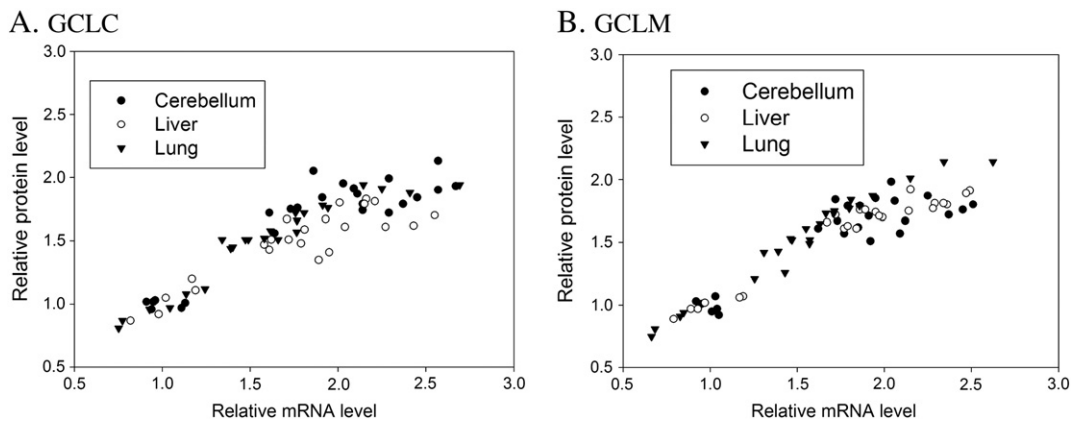 A. GCLC
3.0
2.5
2.0
1.5
1.0
0.5
Relative protein level
Cerebellum
Liver
Lung
0.5 1.0 1.5 2.0 2.5 3.0
Relative mRNA level
B. GCLM
3.0
2.5
2.0
1.5
1.0
0.5
Relative protein level
Cerebellum
Liver
Lung
0.5 1.0 1.5 2.0 2.5 3.0
Relative mRNA level